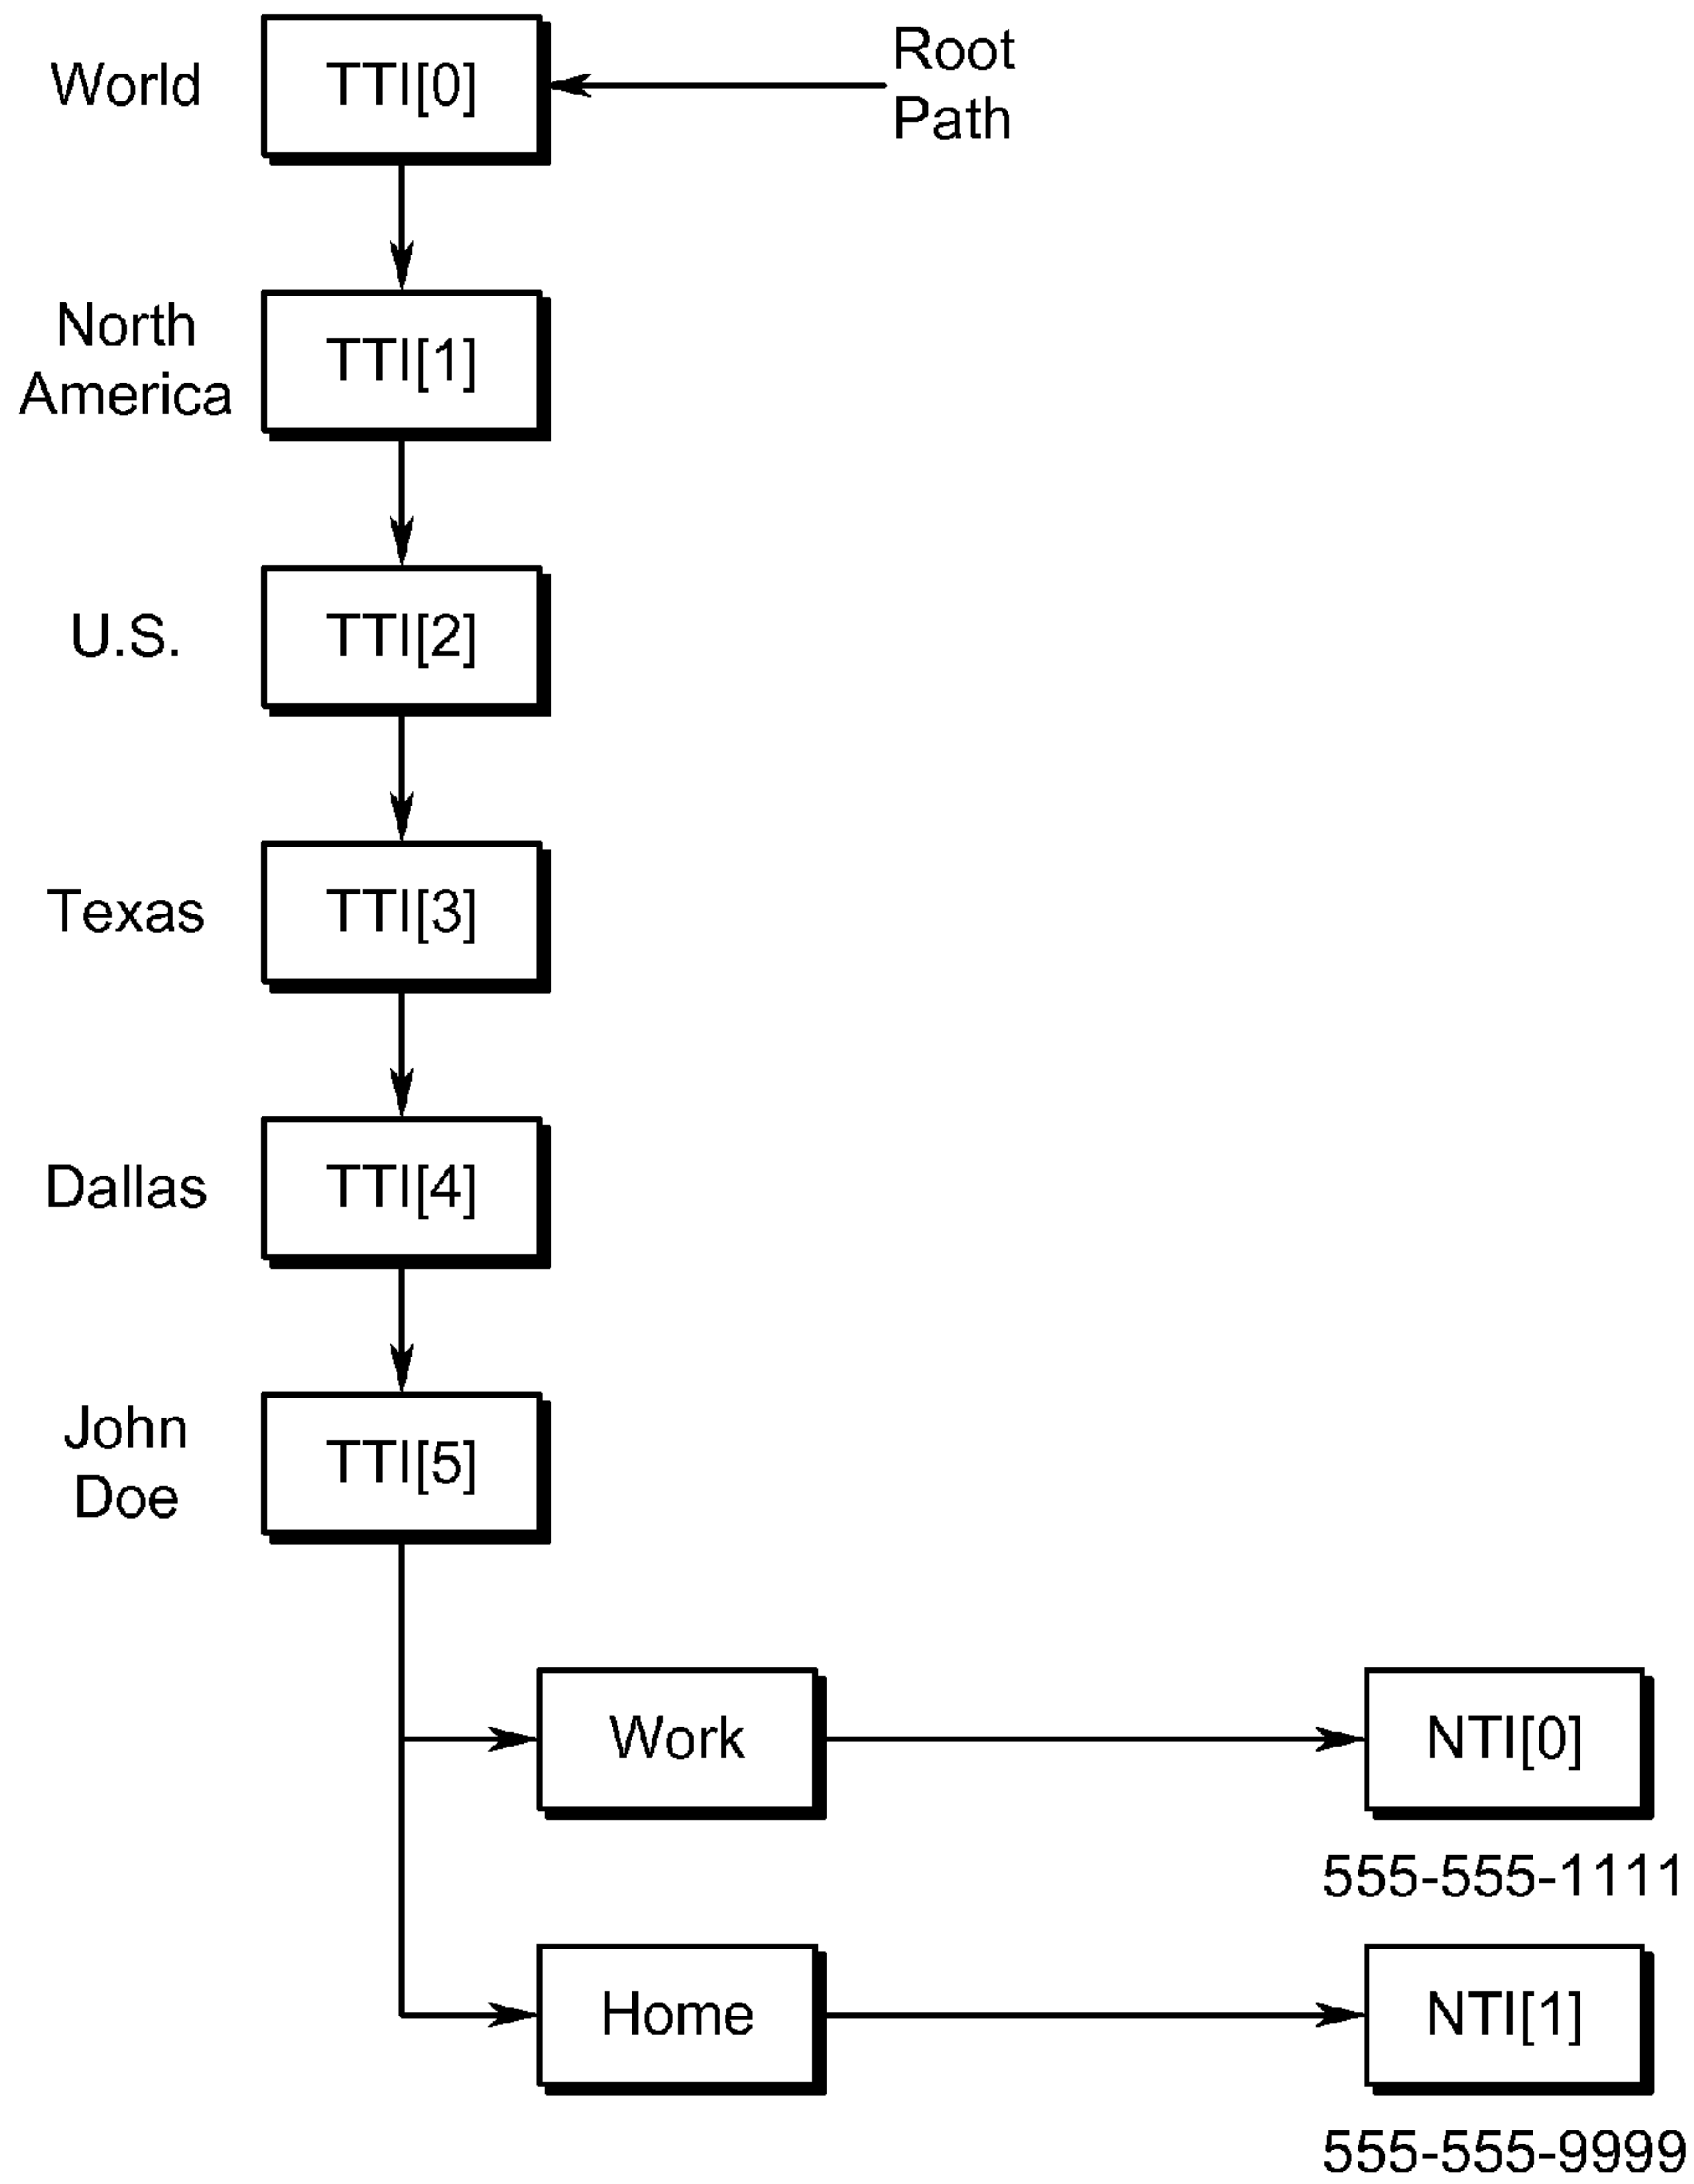 World
TTI[0]
Root
Path
North
America
TTI[1]
U.S.
TTI[2]
Texas
TTI[3]
Dallas
TTI[4]
John
Doe
TTI[5]
Work
NTI[0]
555-555-1111
Home
NTI[1]
555-555-9999